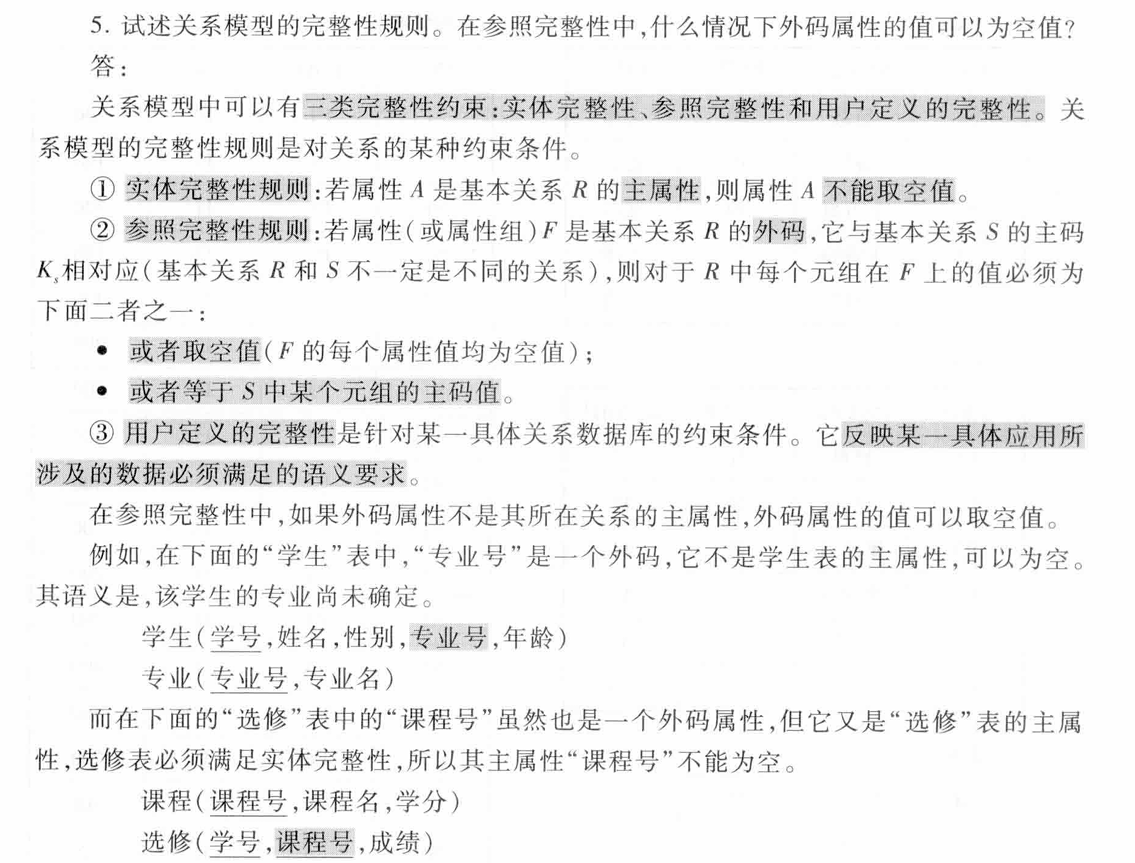 5. 试述关系模型的完整性规则。在参照完整性中,什么情况下外码属性的值可以为空值?
答:
关系模型中可以有三类完整性约束:实体完整性、参照完整性和用户定义的完整性。关
系模型的完整性规则是对关系的某种约束条件。
① 实体完整性规则:若属性 A 是基本关系 R 的主属性,则属性 A 不能取空值。
② 参照完整性规则:若属性(或属性组)F 是基本关系 R 的外码,它与基本关系 S 的主码
Ks相对应(基本关系 R 和 S 不一定是不同的关系),则对于 R 中每个元组在 F 上的值必须为
下面二者之一:
• 或者取空值(F 的每个属性值均为空值);
• 或者等于 S 中某个元组的主码值。
③ 用户定义的完整性是针对某一具体关系数据库的约束条件。它反映某一具体应用所
涉及的数据必须满足的语义要求。
在参照完整性中,如果外码属性不是其所在关系的主属性,外码属性的值可以取空值。
例如,在下面的“学生”表中,“专业号”是一个外码,它不是学生表的主属性,可以为空。
其语义是,该学生的专业尚未确定。
学生(学号,姓名,性别,专业号,年龄)
专业(专业号,专业名)
而在下面的“选修”表中的“课程号”虽然也是一个外码属性,但它又是“选修”表的主属
性,选修表必须满足实体完整性,所以其主属性“课程号”不能为空。
课程(课程号,课程名,学分)
选修(学号,课程号,成绩)